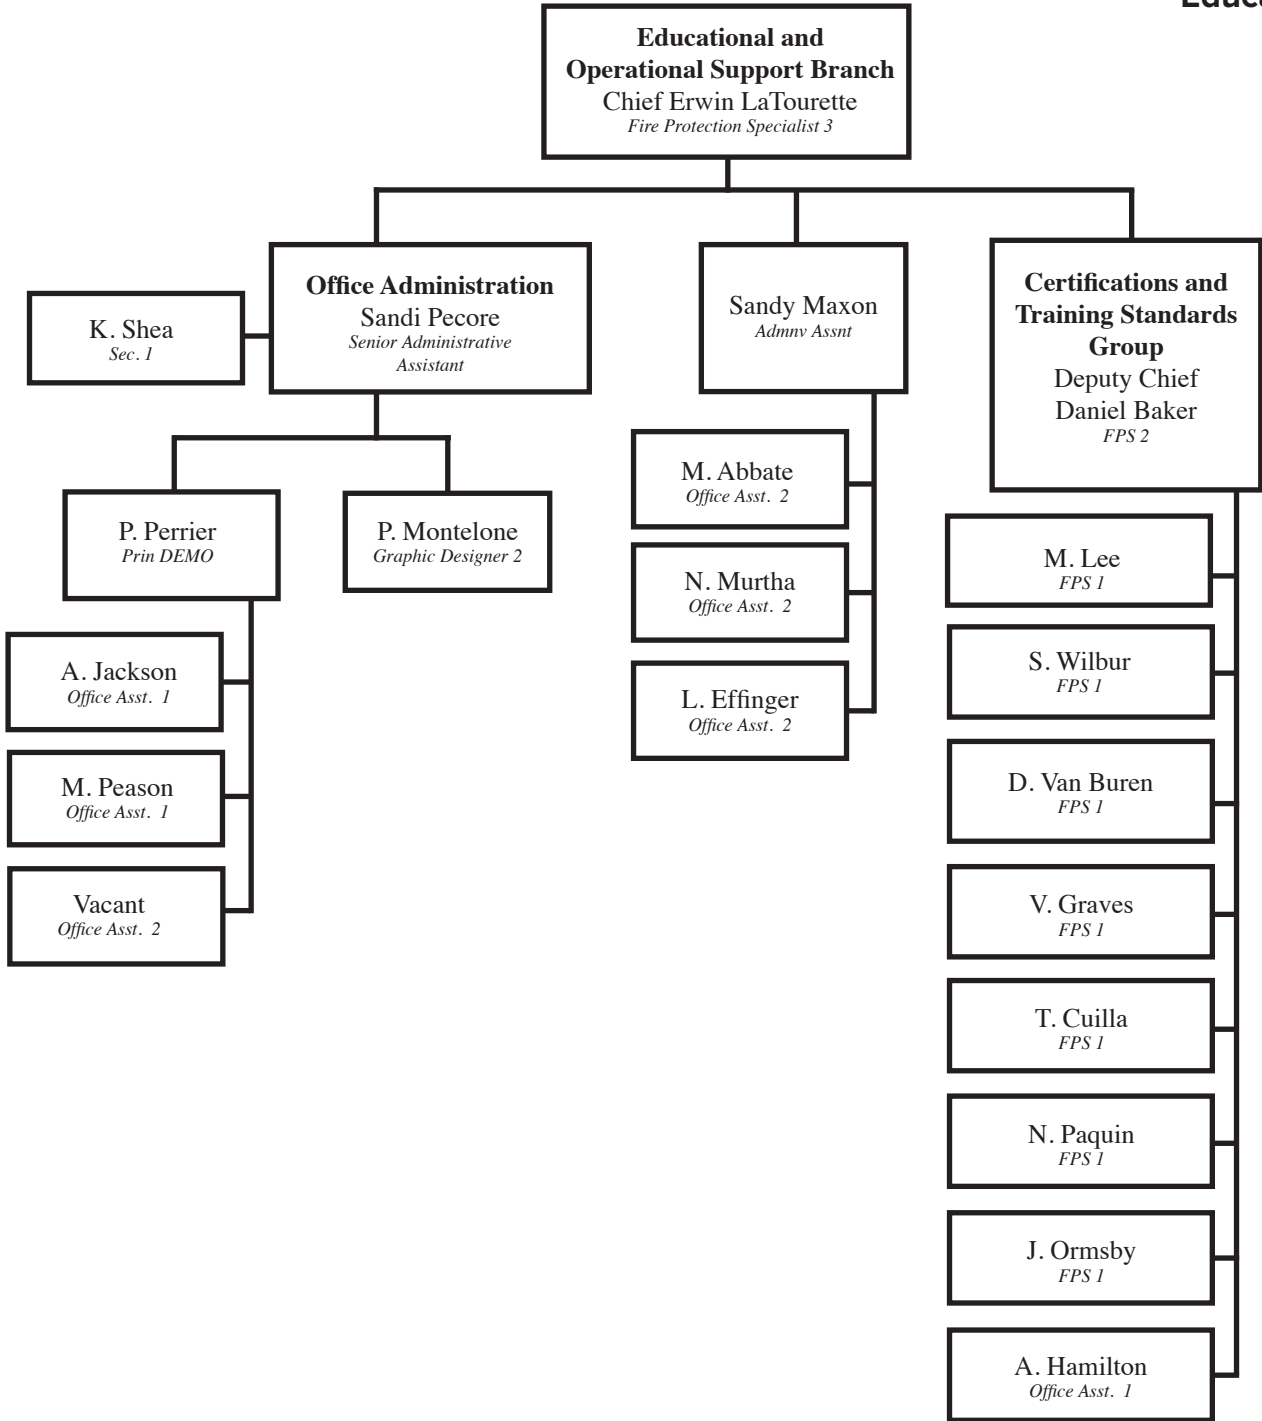 Educational and
Operational Support Branch
Chief Erwin LaTourette
Fire Protection Specialist 3
Office Administration
Sandi Pecore
Senior Administrative
Assistant
K. Shea
Sec. 1
P. Perrier
Prin DEMO
P. Montelone
Graphic Designer 2
A. Jackson
Office Asst. 1
M. Peason
Office Asst. 1
Vacant
Office Asst. 2
Sandy Maxon
Admnv Assnt
M. Abbate
Office Asst. 2
N. Murtha
Office Asst. 2
L. Effinger
Office Asst. 2
Certifications and
Training Standards
Group
Deputy Chief
Daniel Baker
FPS 2
M. Lee
FPS 1
S. Wilbur
FPS 1
D. Van Buren
FPS 1
V. Graves
FPS 1
T. Cuilla
FPS 1
N. Paquin
FPS 1
J. Ormsby
FPS 1
A. Hamilton
Office Asst. 1